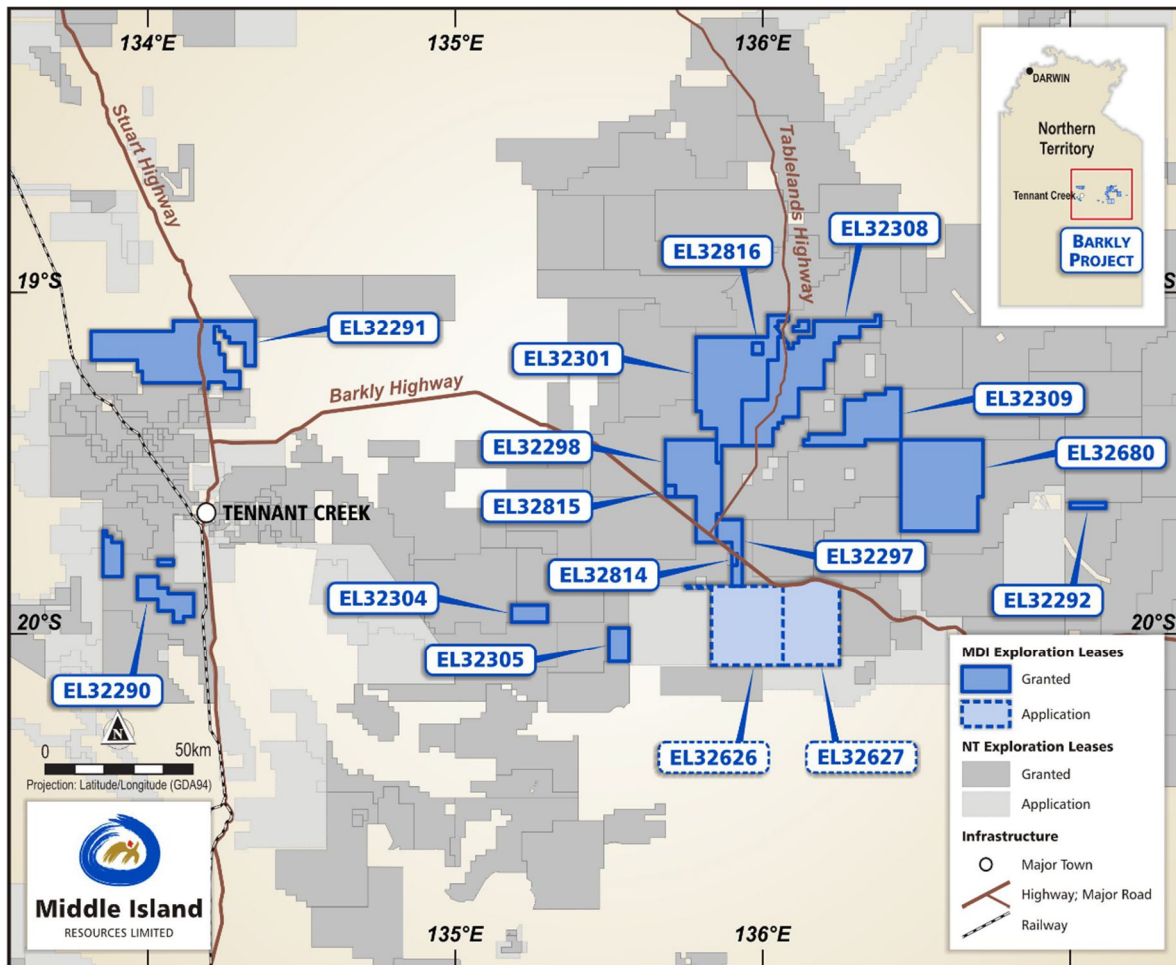 134°E
135°E
136°E
DARWIN
Northern
Territory
Tennant Creek
BARKLY
PROJECT
Stuart Highway
Tablelands Highway
EL32308
EL32816
19°S
°S
EL32291
EL32301
Barkly Highway
EL32309
EL32298
EL32680
EL32815
TENNANT CREEK
EL32297
EL32814
EL32304
EL32292
20°S
20°S
EL32305
EL32290
N
0
50km
Projection: Latitude/Longitude (GDA94)
EL32626
EL32627
MDI Exploration Leases
Granted
Application
NT Exploration Leases
Granted
Application
Infrastructure
Major Town
Highway; Major Road
Railway
Middle Island
RESOURCES LIMITED
135°E
136°E